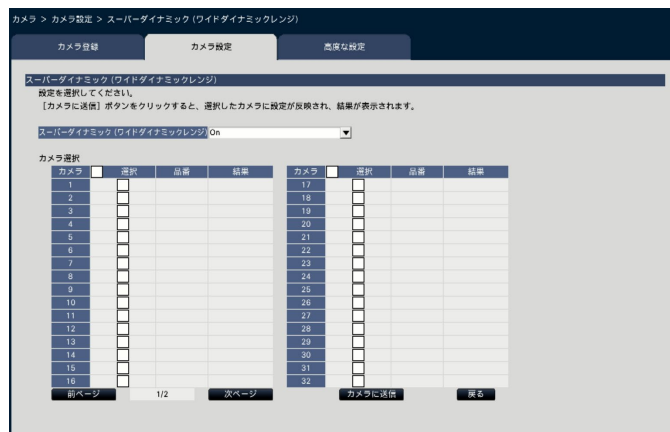 カメラ > カメラ設定 > スーパーダイナミック (ワイドダイナミックレンジ)
カメラ登録 カメラ設定 高度な設定
スーパーダイナミック (ワイドダイナミックレンジ)
設定を選択してください。
［カメラに送信］ボタンをクリックすると、選択したカメラに設定が反映され、結果が表示されます。
スーパーダイナミック (ワイドダイナミックレンジ) On
カメラ選択
カメラ 選択 品番 結果 カメラ 選択 品番 結果
1 17
2 18
3 19
4 20
5 21
6 22
7 23
8 24
9 25
10 26
11 27
12 28
13 29
14 30
15 31
16 32
前ページ 1/2 次ページ カメラに送信 戻る